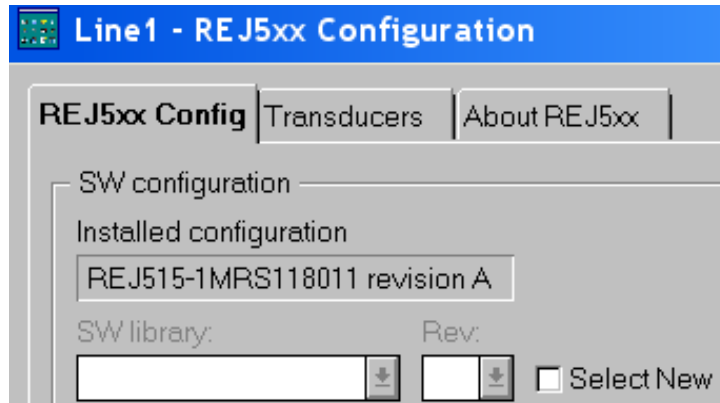 Line1 - REJ5xx Configuration
REJ5xx Config Transducers About REJ5xx
SW configuration
Installed configuration
REJ515-1MRS118011 revision A
SW library: Rev:
Select New